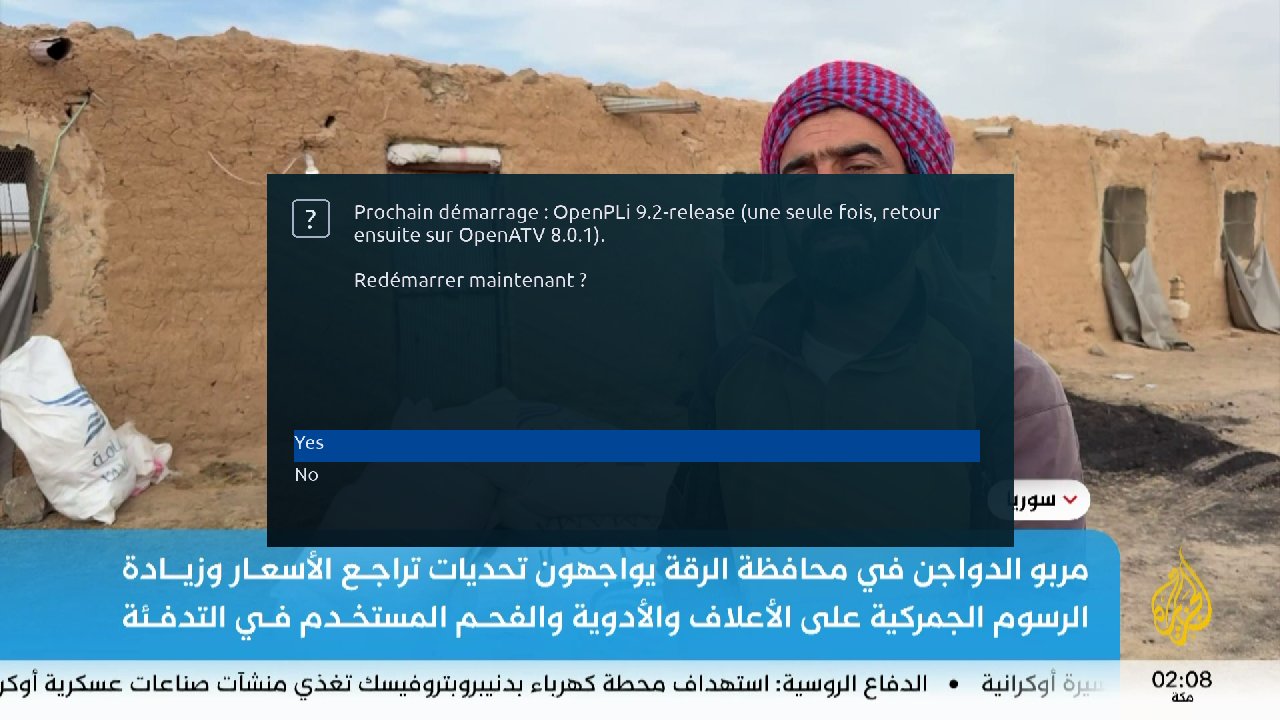 ?
Prochain démarrage : OpenPLi 9.2-release (une seule fois, retour
ensuite sur OpenATV 8.0.1).
Redémarrer maintenant ?
Yes
No
سوريا
مربو الدواجن في محافظة الرقة يواجهون تحديات تراجع الأسعار وزيادة
الرسوم الجمركية على الأعلاف والأدوية والفحم المستخدم في التدفئة
أوكرانية • الدفاع الروسية: استهداف محطة كهرباء بدنيبروبتروفيسك تغذي منشآت صناعات عسكرية
02:08
مكة
الجزيرة